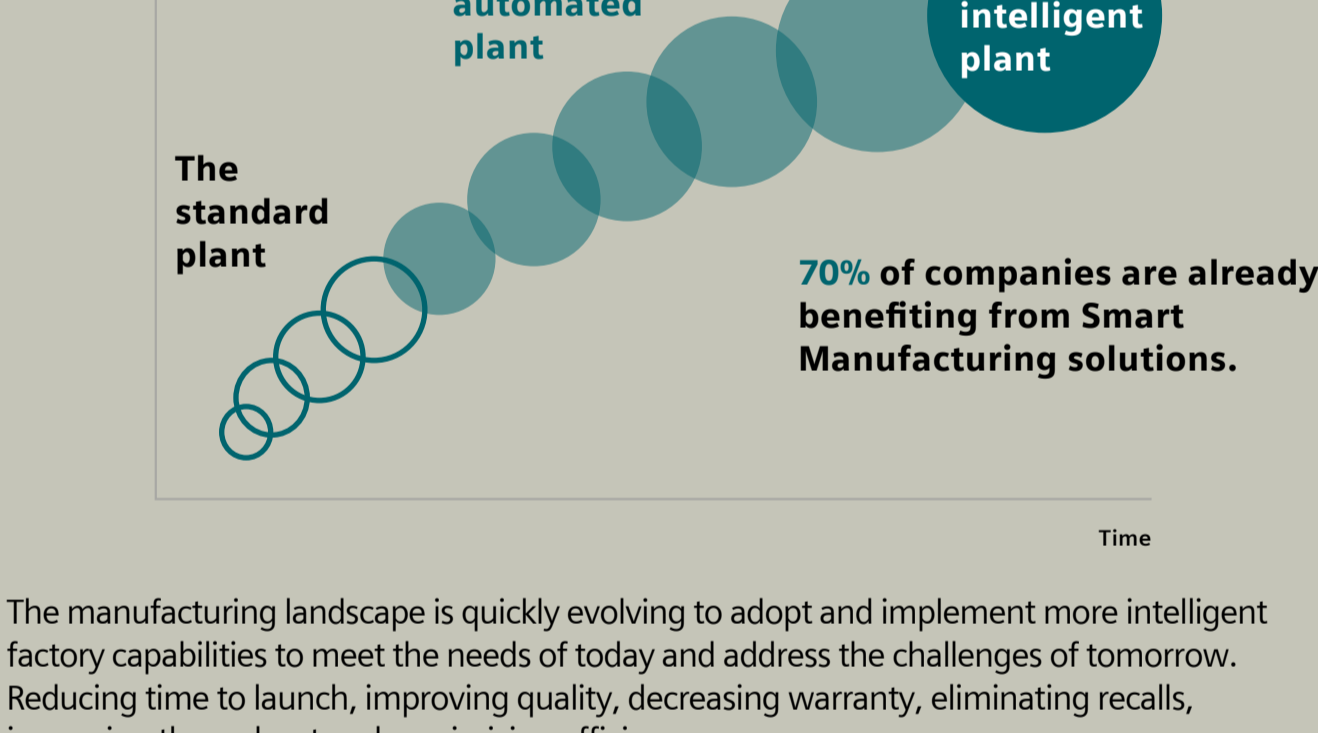 automated
plant
intelligent
plant
The
standard
plant
70% of companies are already
benefiting from Smart
Manufacturing solutions.
Time
The manufacturing landscape is quickly evolving to adopt and implement more intelligent
factory capabilities to meet the needs of today and address the challenges of tomorrow.
Reducing time to launch, improving quality, decreasing warranty, eliminating recalls,